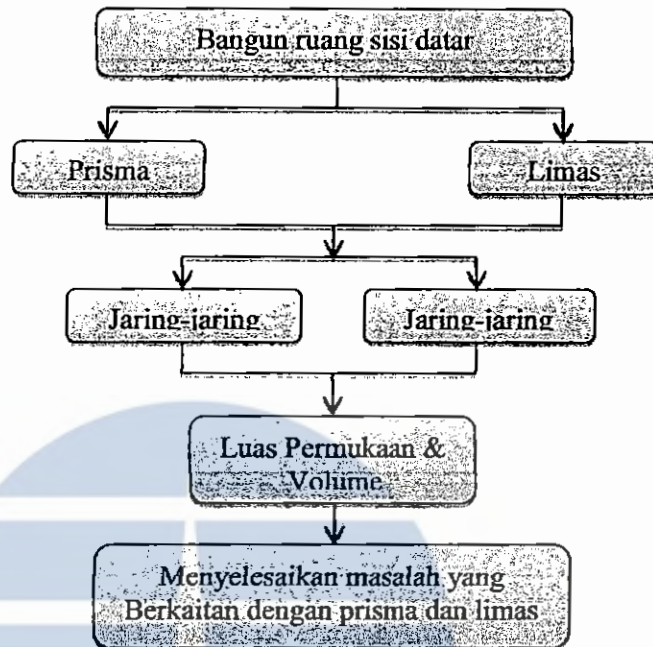 Bangun ruang sisi datar
Prisma
Limas
Jaring-jaring
Jaring-jaring
Luas Permukaan &
Volume
Menyelesaikan masalah yang
Berkaitan dengan prisma dan limas